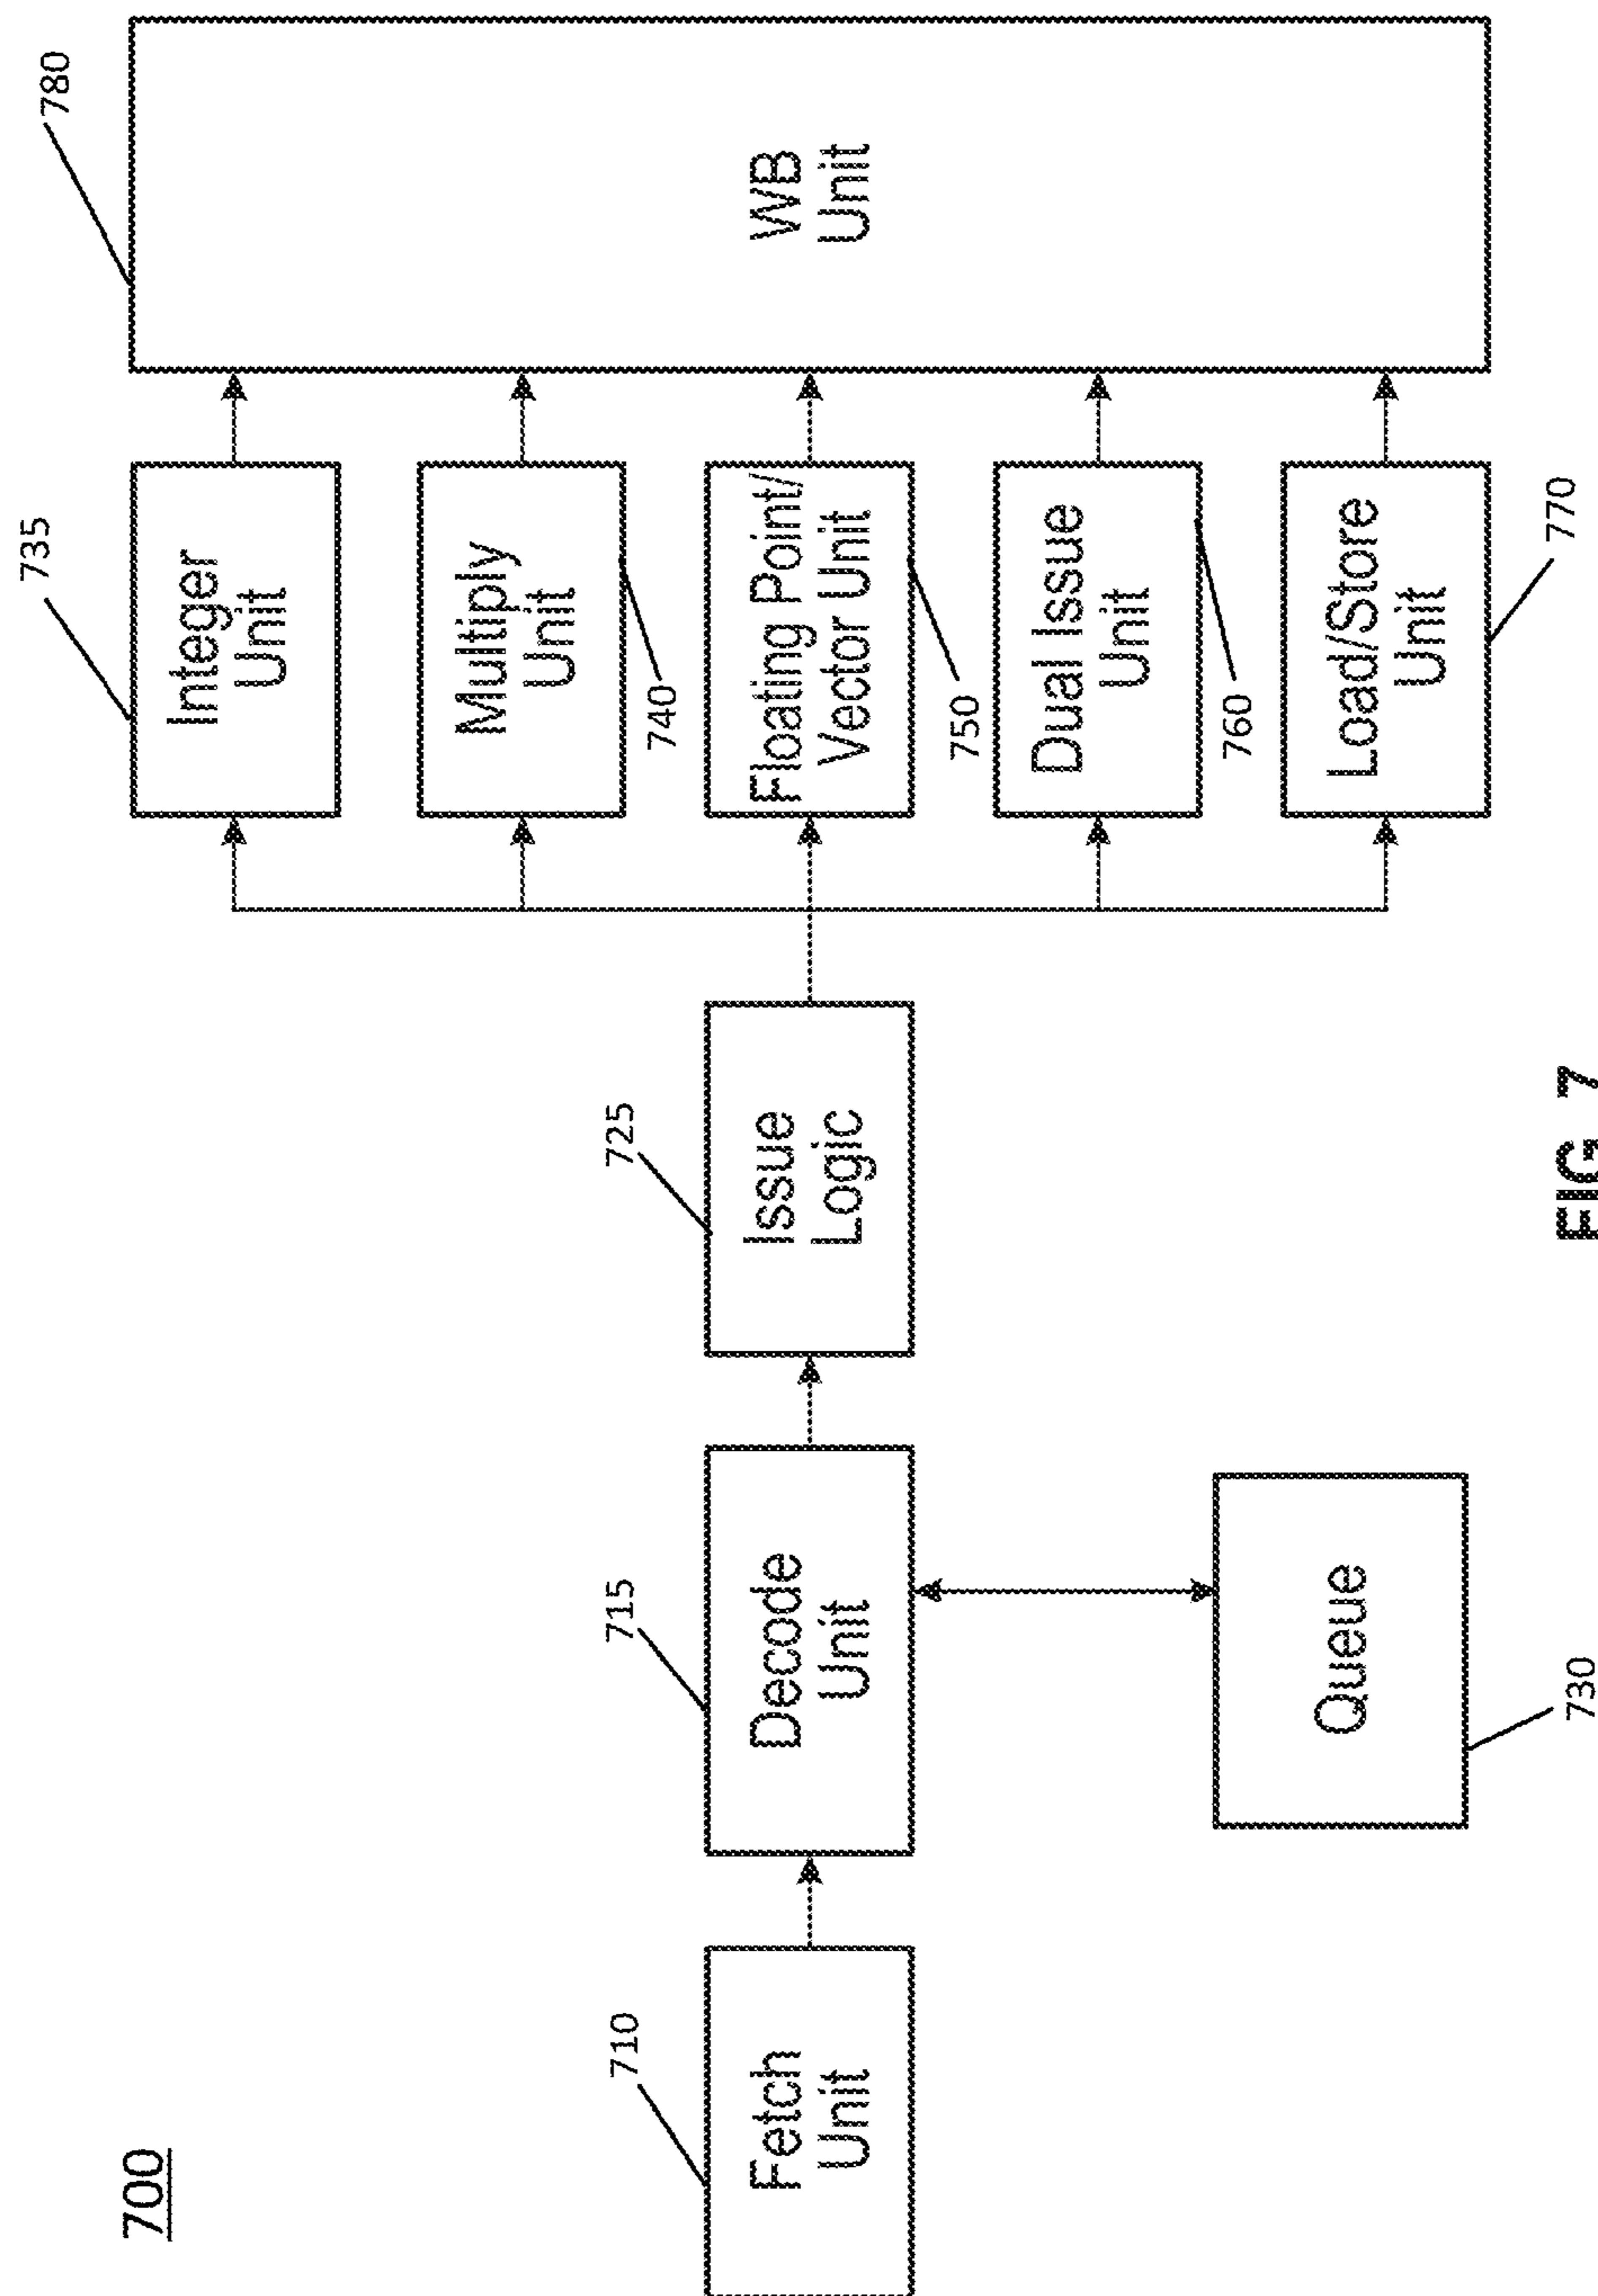 700
710
Fetch
Unit
715
Decode
Unit
730
Queue
725
Issue
Logic
735
Integer
Unit
Multiply
Unit
740
Floating Point/
Vector Unit
750
Dual Issue
Unit
760
Load/Store
Unit
770
780
WB
Unit
FIG 7